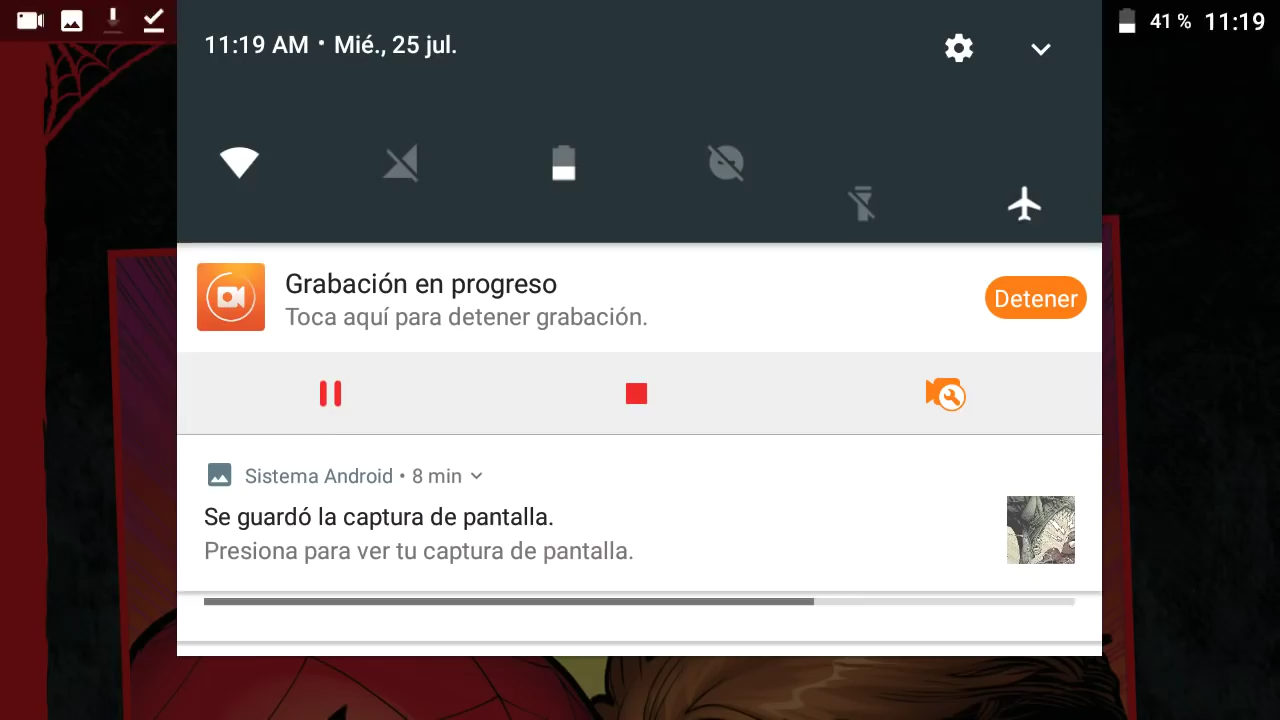 41 % 11:19
11:19 AM • Mié., 25 jul.
Grabación en progreso
Toca aquí para detener grabación.
Detener
Sistema Android • 8 min
Se guardó la captura de pantalla.
Presiona para ver tu captura de pantalla.